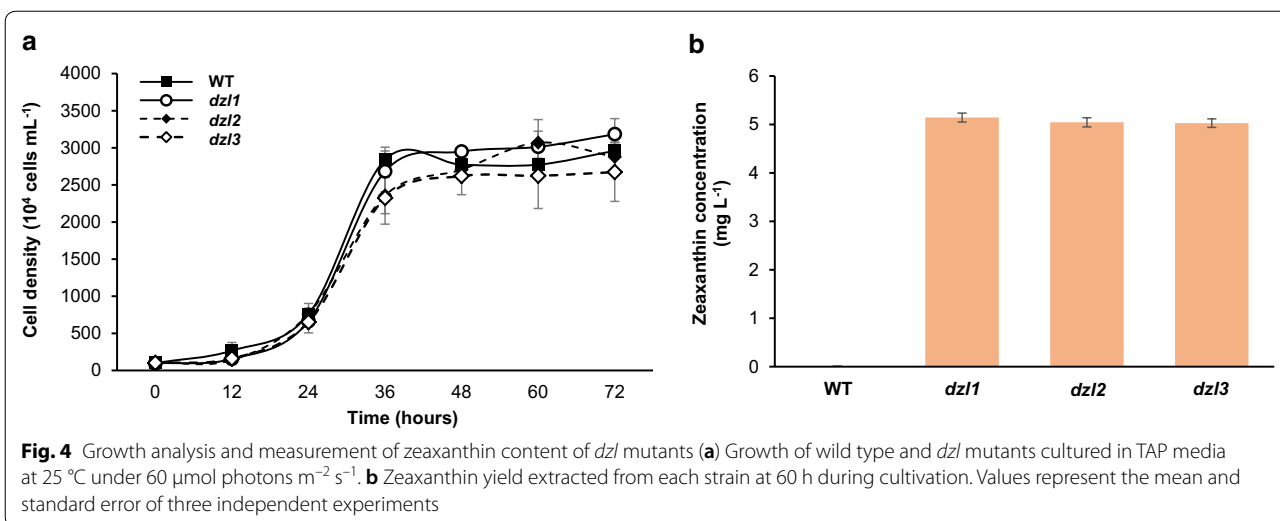 a
4000
3500
3000
2500
2000
1500
1000
500
0
Cell density (10⁴ cells mL⁻¹)
WT
dzl1
dzl2
dzl3
0 12 24 36 48 60 72
Time (hours)
b
6
5
4
3
2
1
0
Zeaxanthin concentration
(mg L⁻¹)
WT dzl1 dzl2 dzl3
Fig. 4 Growth analysis and measurement of zeaxanthin content of dzl mutants (a) Growth of wild type and dzl mutants cultured in TAP media
at 25 °C under 60 μmol photons m⁻² s⁻¹. b Zeaxanthin yield extracted from each strain at 60 h during cultivation. Values represent the mean and
standard error of three independent experiments